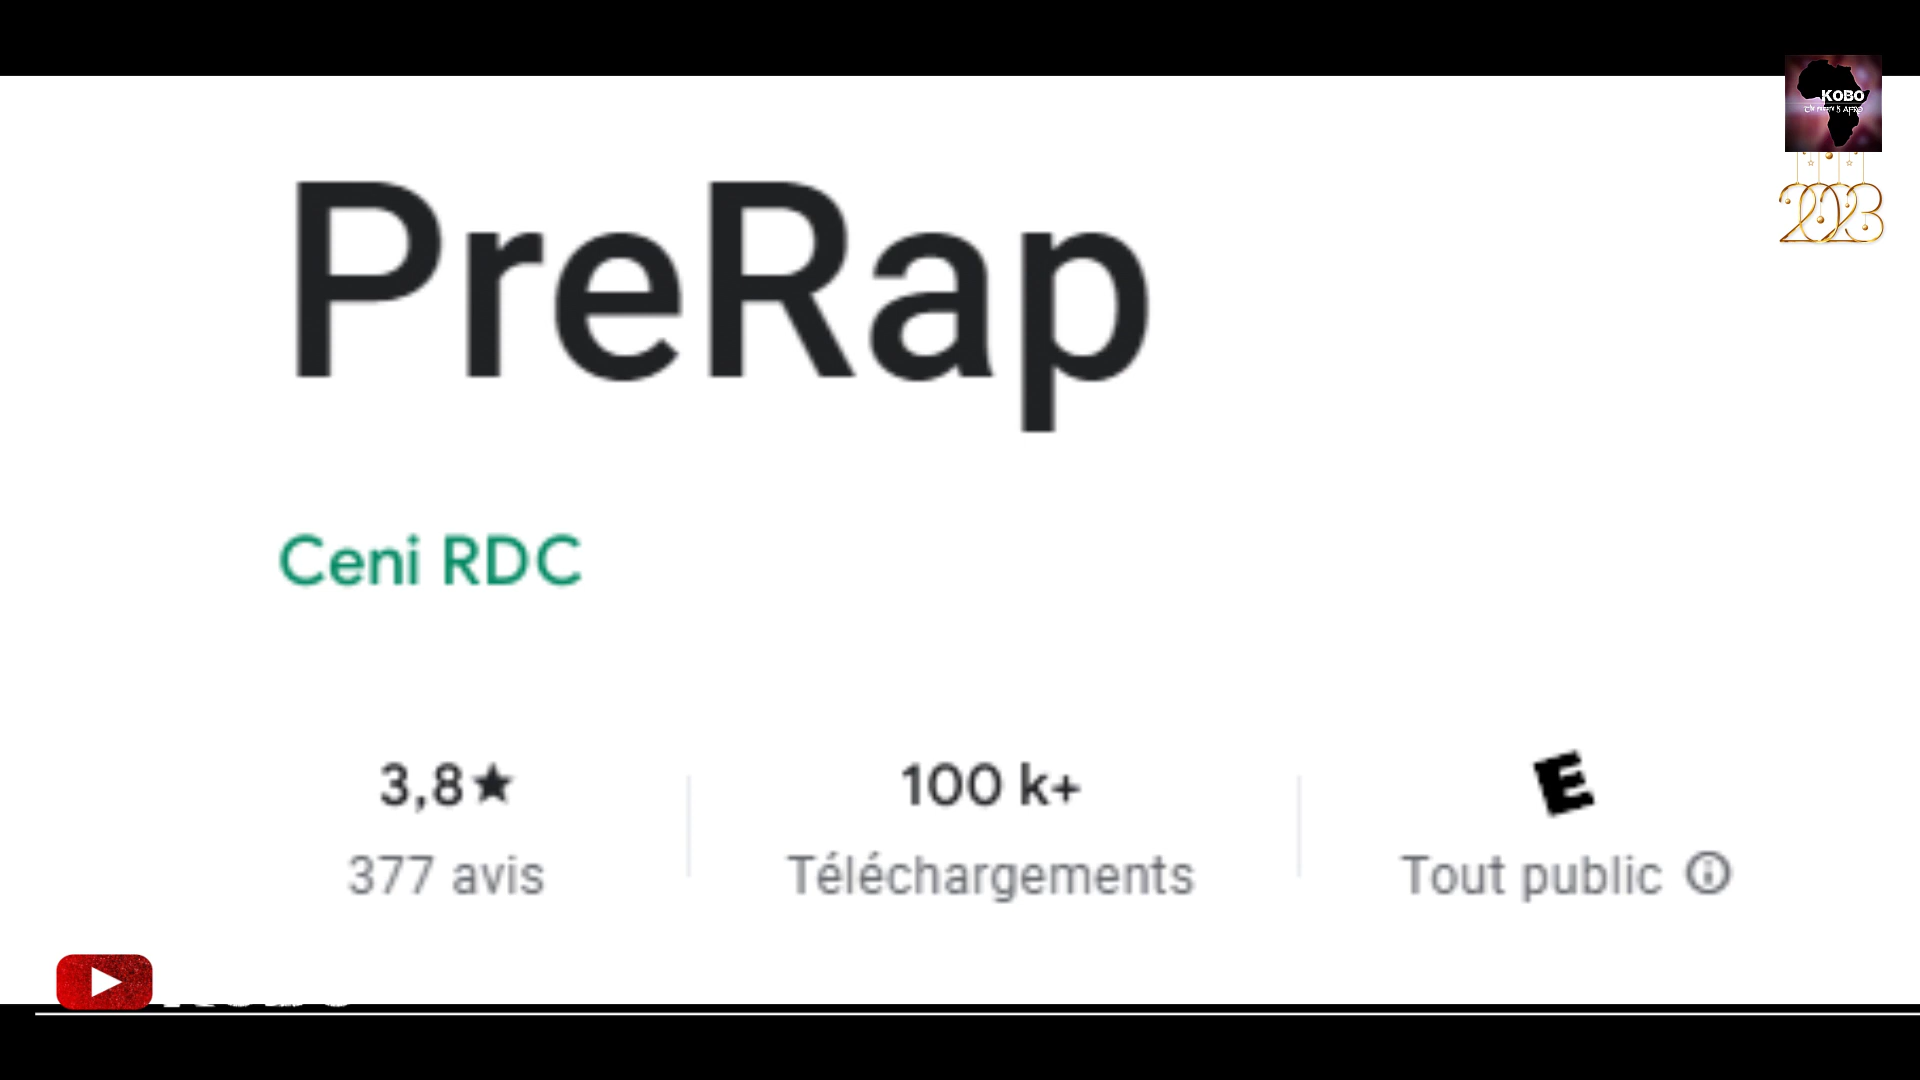 KOBO
2023
PreRap
Ceni RDC
3,8★
377 avis
100 k+
Téléchargements
E
Tout public